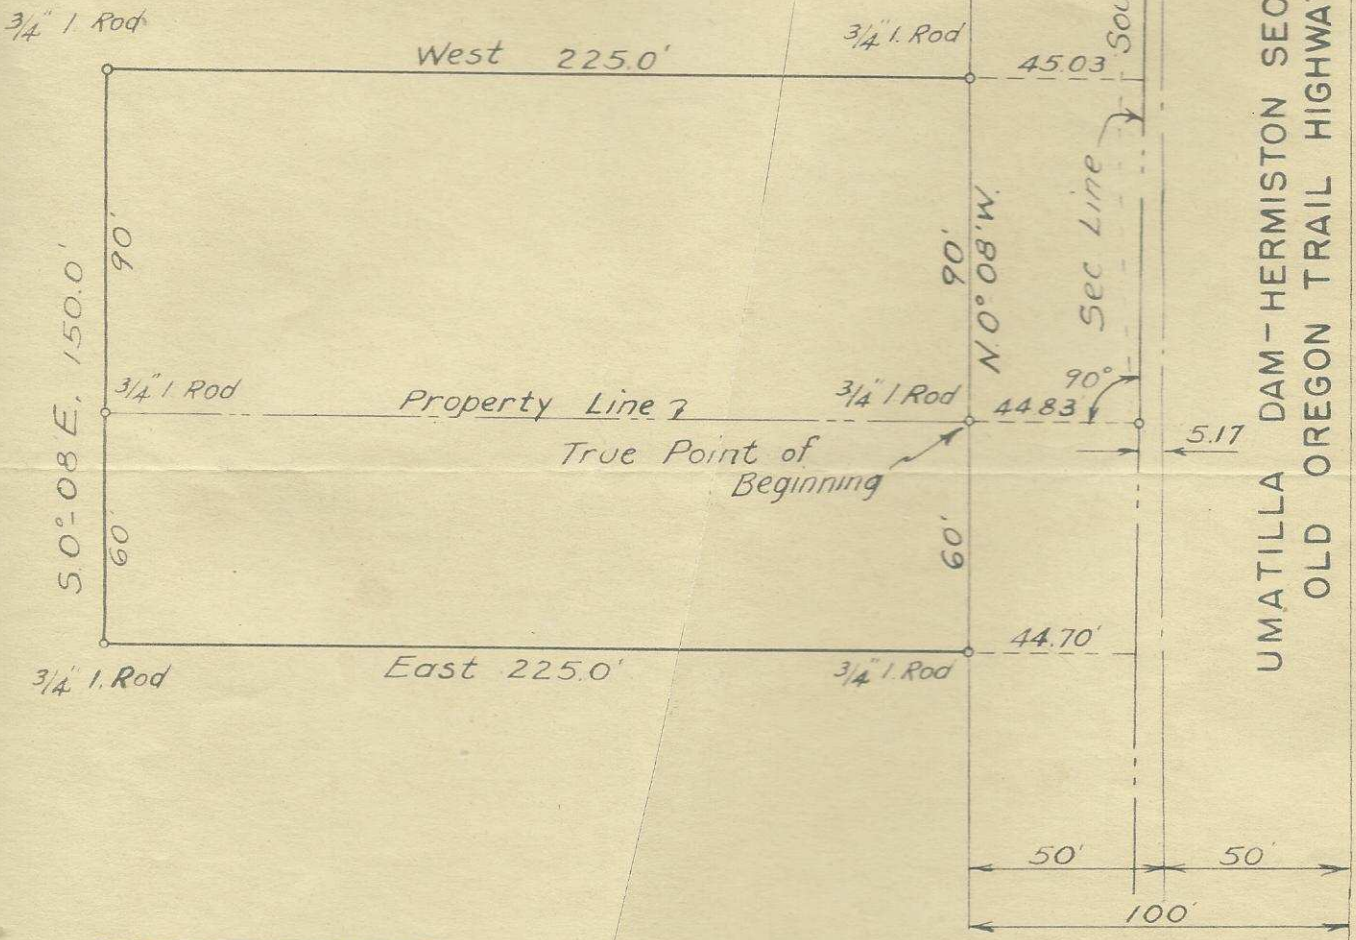 3/4" I. Rod
3/4" I. Rod
West 225.0'
45.03
Sec Line
90'
90'
N. 0° 08' W.
S. 0°-08' E, 150.0'
3/4" I. Rod
3/4" I. Rod
Property Line
90°
44.83
5.17
True Point of
Beginning
60'
60'
44.70'
3/4" I. Rod
East 225.0'
3/4" I. Rod
50'
50'
100'
UMATILLA DAM-HERMISTON SEC
OLD OREGON TRAIL HIGHWA